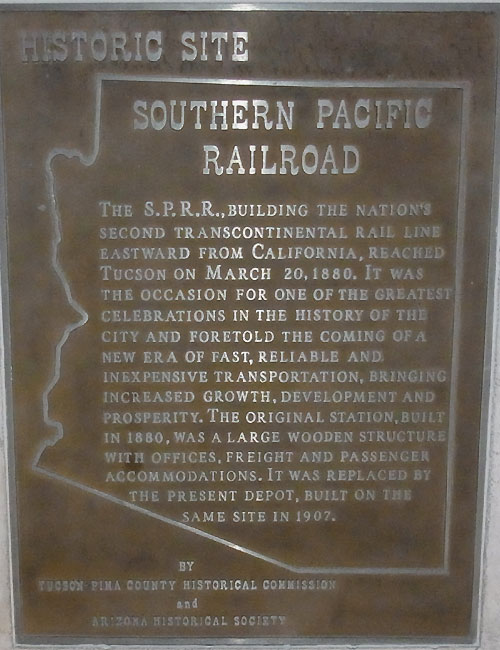 HISTORIC SITE
SOUTHERN PACIFIC
RAILROAD
THE S.P.R.R., BUILDING THE NATION'S
SECOND TRANSCONTINENTAL RAIL LINE
EASTWARD FROM CALIFORNIA, REACHED
TUCSON ON MARCH 20, 1880. IT WAS
THE OCCASION FOR ONE OF THE GREATEST
CELEBRATIONS IN THE HISTORY OF THE
CITY AND FORETOLD THE COMING OF A
NEW ERA OF FAST, RELIABLE AND
INEXPENSIVE TRANSPORTATION, BRINGING
INCREASED GROWTH, DEVELOPMENT AND
PROSPERITY. THE ORIGINAL STATION, BUILT
IN 1880, WAS A LARGE WOODEN STRUCTURE
WITH OFFICES, FREIGHT AND PASSENGER
ACCOMMODATIONS. IT WAS REPLACED BY
THE PRESENT DEPOT, BUILT ON THE
SAME SITE IN 1907.
BY
TUCSON-PIMA COUNTY HISTORICAL COMMISSION
and
ARIZONA HISTORICAL SOCIETY